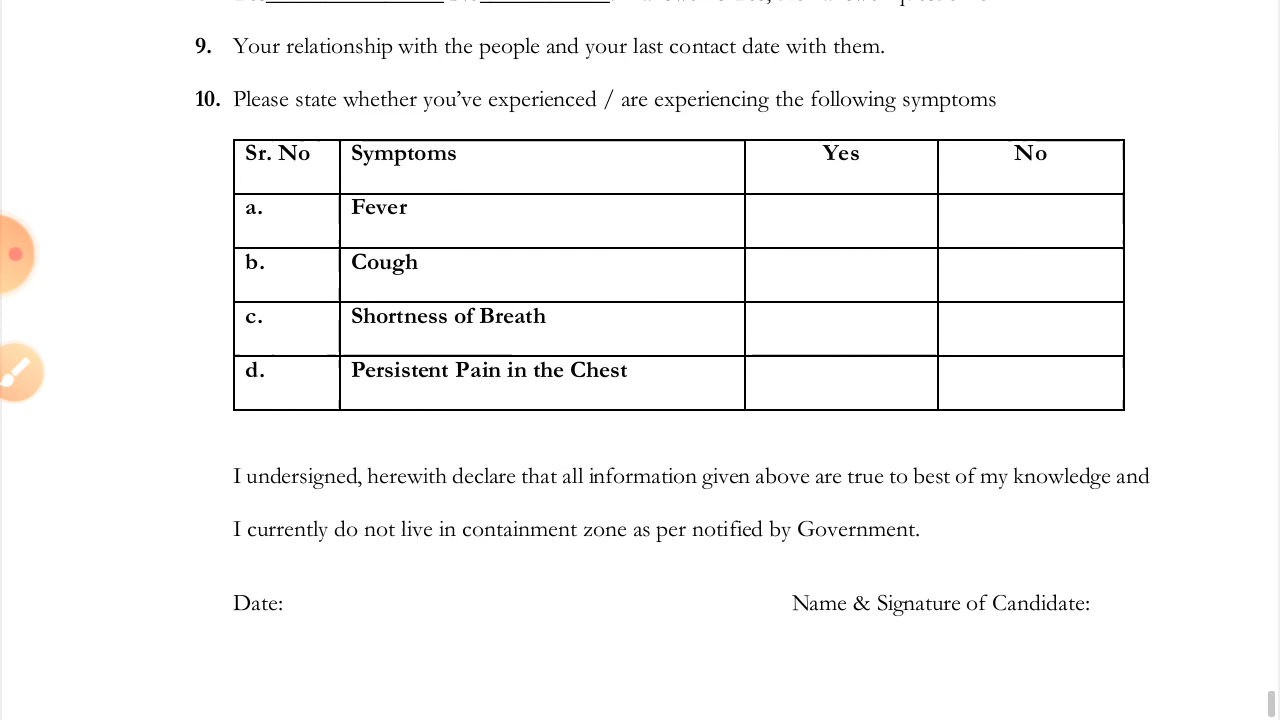 9. Your relationship with the people and your last contact date with them.
10. Please state whether you've experienced / are experiencing the following symptoms
Sr. No Symptoms Yes No
a. Fever
b. Cough
c. Shortness of Breath
d. Persistent Pain in the Chest
I undersigned, herewith declare that all information given above are true to best of my knowledge and
I currently do not live in containment zone as per notified by Government.
Date: Name & Signature of Candidate: